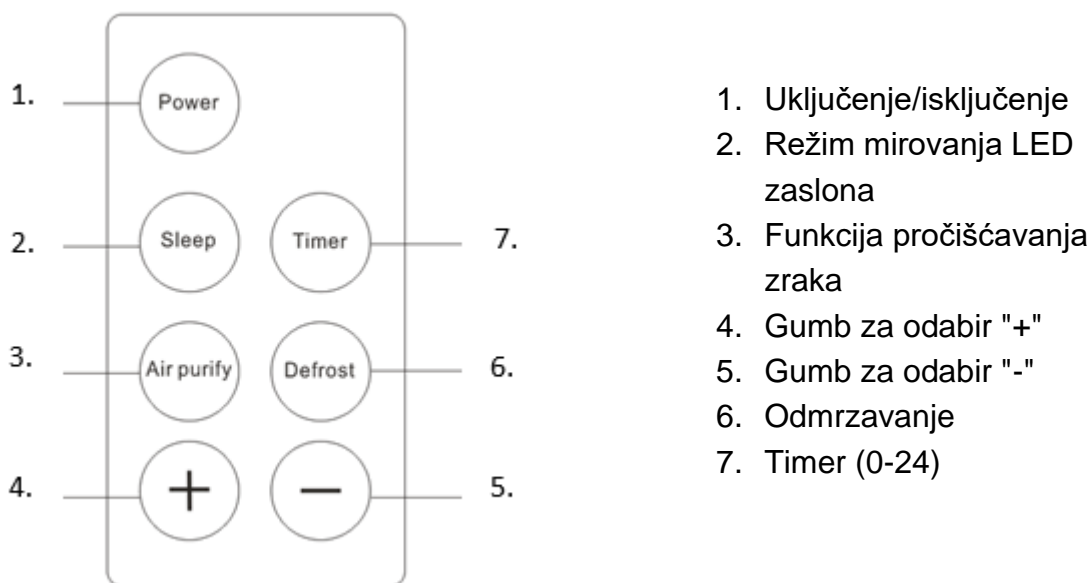 1.
Power
2.
Sleep
Timer
7.
3.
Air purify
Defrost
6.
4.
+
−
5.
1. Uključenje/isključenje
2. Režim mirovanja LED
zaslona
3. Funkcija pročišćavanja
zraka
4. Gumb za odabir "+"
5. Gumb za odabir "-"
6. Odmrzavanje
7. Timer (0-24)